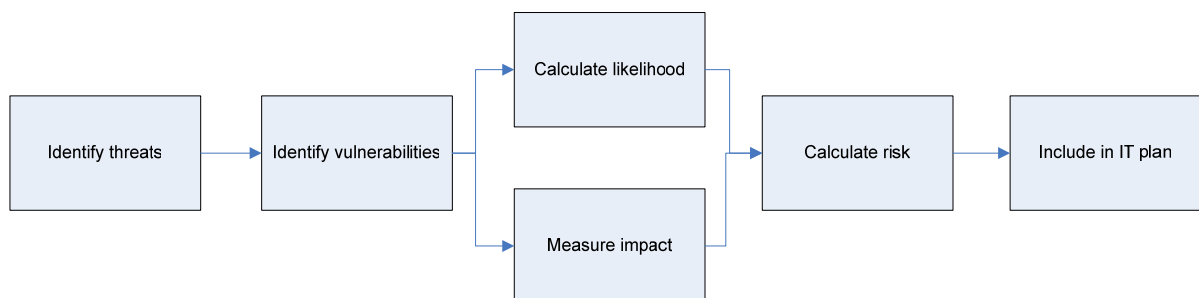 Identify threats
Identify vulnerabilities
Calculate likelihood
Measure impact
Calculate risk
Include in IT plan